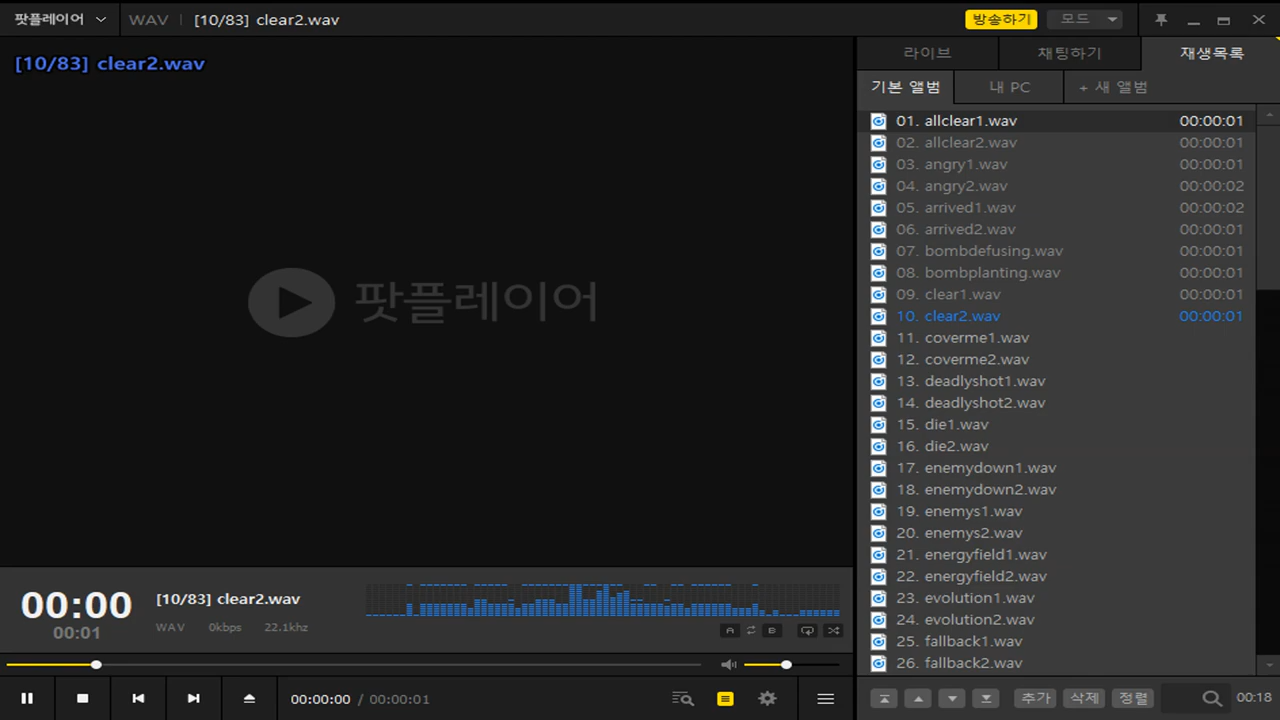 팟플레이어 WAV [10/83] clear2.wav 방송하기 모드
[10/83] clear2.wav
팟플레이어
라이브 채팅하기 재생목록
기본 앨범 내 PC + 새 앨범
01. allclear1.wav 00:00:01
02. allclear2.wav 00:00:01
03. angry1.wav 00:00:01
04. angry2.wav 00:00:02
05. arrived1.wav 00:00:02
06. arrived2.wav 00:00:01
07. bombdefusing.wav 00:00:01
08. bombplanting.wav 00:00:01
09. clear1.wav 00:00:01
10. clear2.wav 00:00:01
11. coverme1.wav
12. coverme2.wav
13. deadlyshot1.wav
14. deadlyshot2.wav
15. die1.wav
16. die2.wav
17. enemydown1.wav
18. enemydown2.wav
19. enemys1.wav
20. enemys2.wav
21. energyfield1.wav
22. energyfield2.wav
23. evolution1.wav
24. evolution2.wav
25. fallback1.wav
26. fallback2.wav
00:00
00:01
[10/83] clear2.wav
WAV 0kbps 22.1khz
A B
00:00:00 / 00:00:01
추가 삭제 정렬 00:18